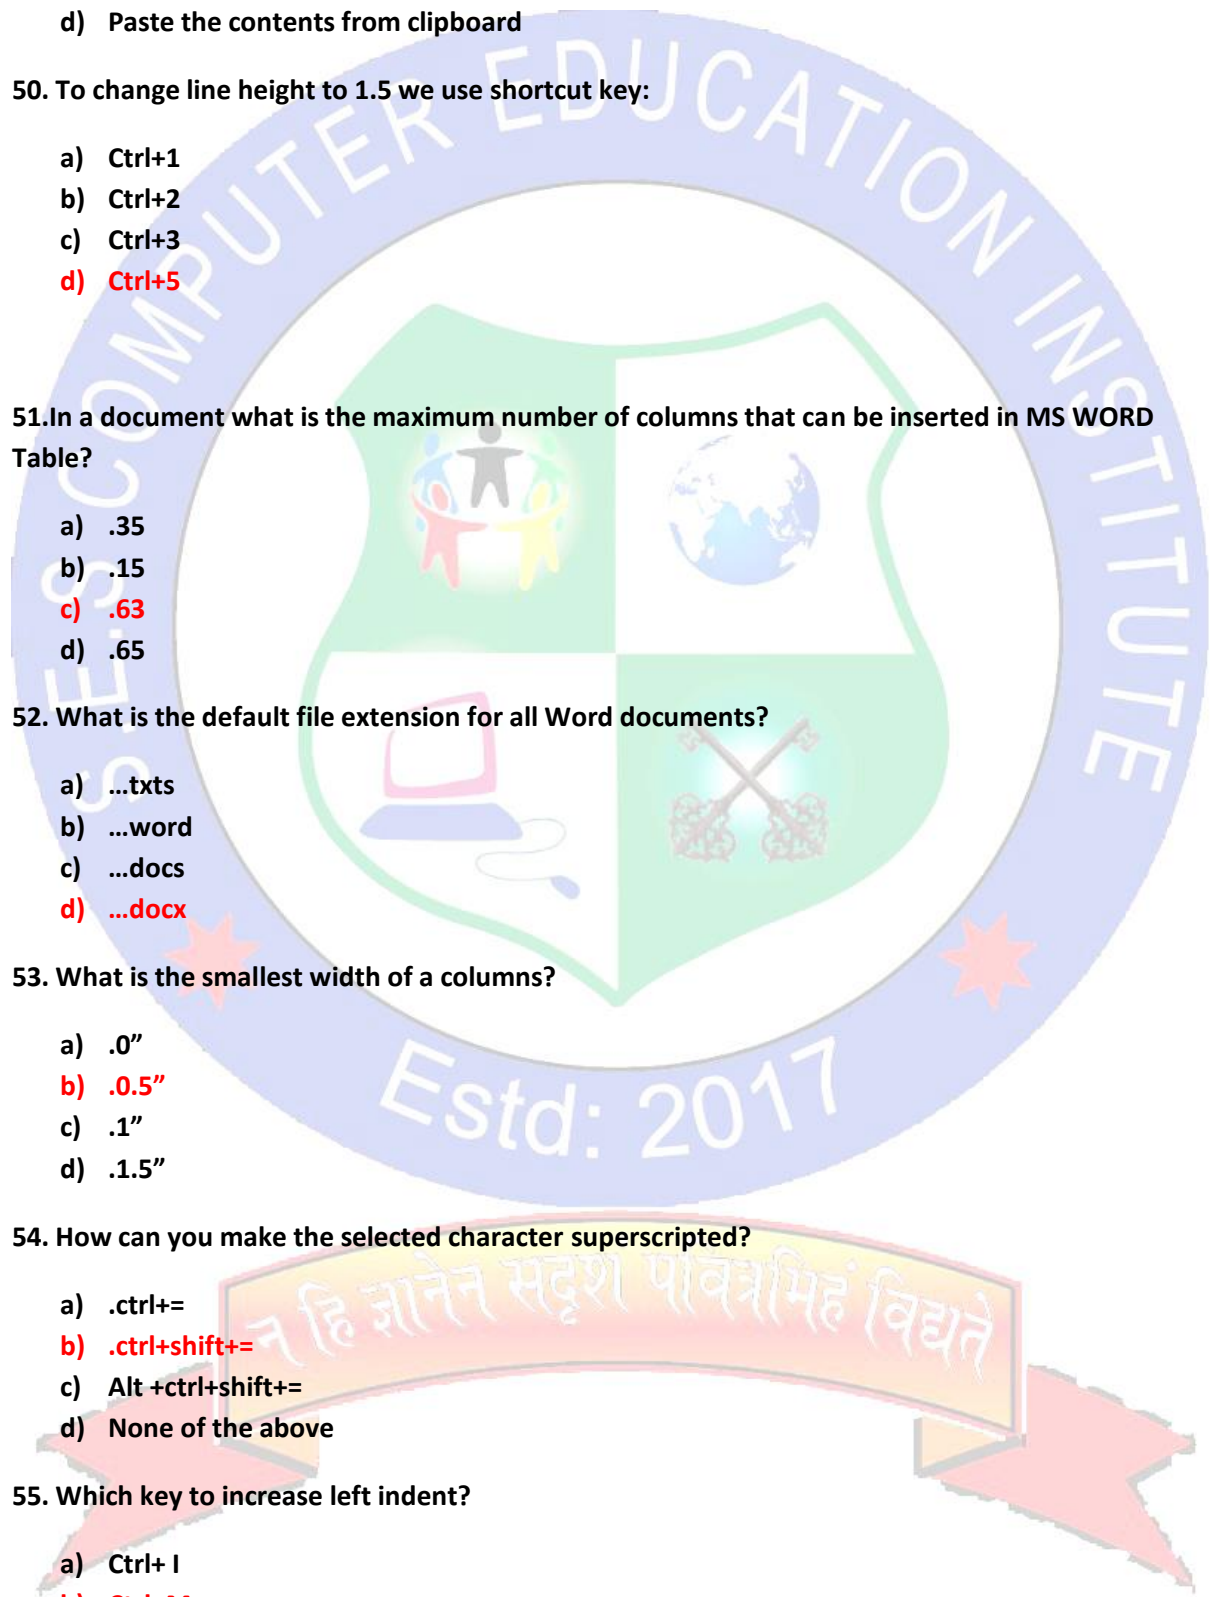 d) Paste the contents from clipboard
50. To change line height to 1.5 we use shortcut key:
a) Ctrl+1
b) Ctrl+2
c) Ctrl+3
d) Ctrl+5
51.In a document what is the maximum number of columns that can be inserted in MS WORD
Table?
a) .35
b) .15
c) .63
d) .65
52. What is the default file extension for all Word documents?
a) ...txts
b) ...word
c) ...docs
d) ...docx
53. What is the smallest width of a columns?
a) .0”
b) .0.5”
c) .1”
d) .1.5”
54. How can you make the selected character superscripted?
a) .ctrl+=
b) .ctrl+shift+=
c) Alt +ctrl+shift+=
d) None of the above
55. Which key to increase left indent?
a) Ctrl+ I
S.E.S COMPUTER EDUCATION INSTITUTE
Estd: 2017
न हि ज्ञानेन सदृश पवित्रमिहं विद्यते